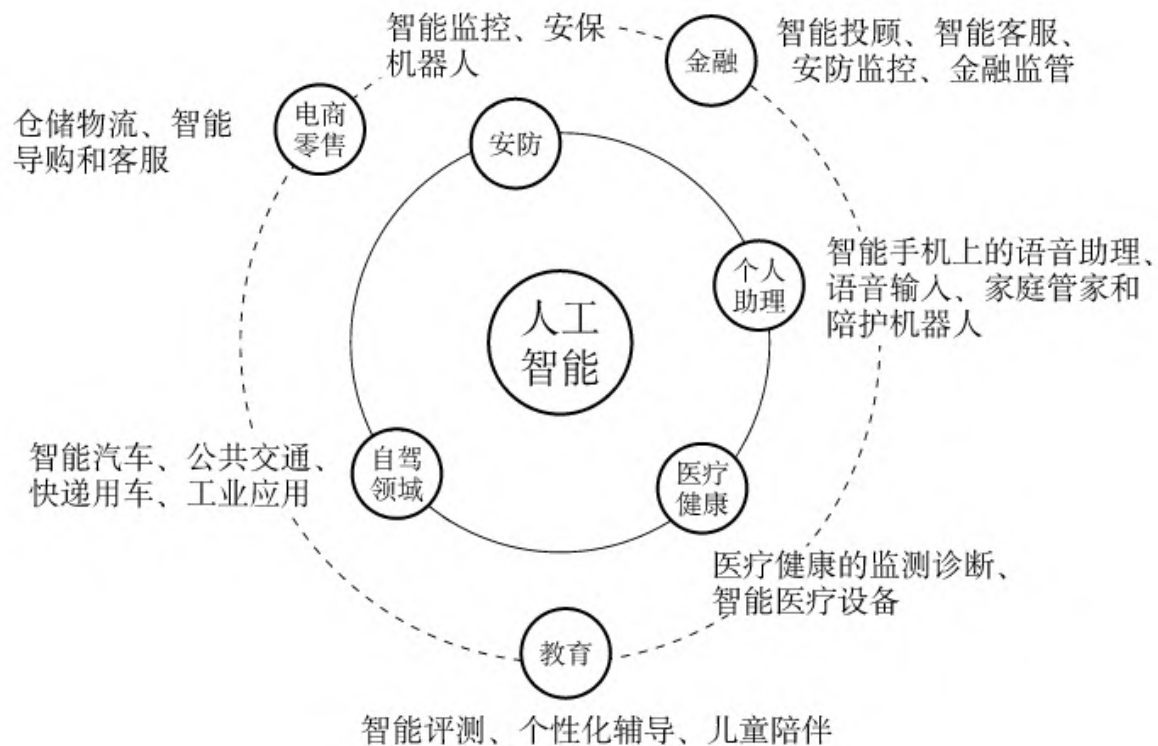 智能监控、安保
机器人
金融
智能投顾、智能客服、
安防监控、金融监管
电商
零售
仓储物流、智能
导购和客服
安防
个人
助理
智能手机上的语音助理、
语音输人、家庭管家和
陪护机器人
人工
智能
自驾
领域
智能汽车、公共交通、
快递用车、工业应用
医疗
健康
医疗健康的监测诊断、
智能医疗设备
教育
智能评测、个性化辅导、儿童陪伴